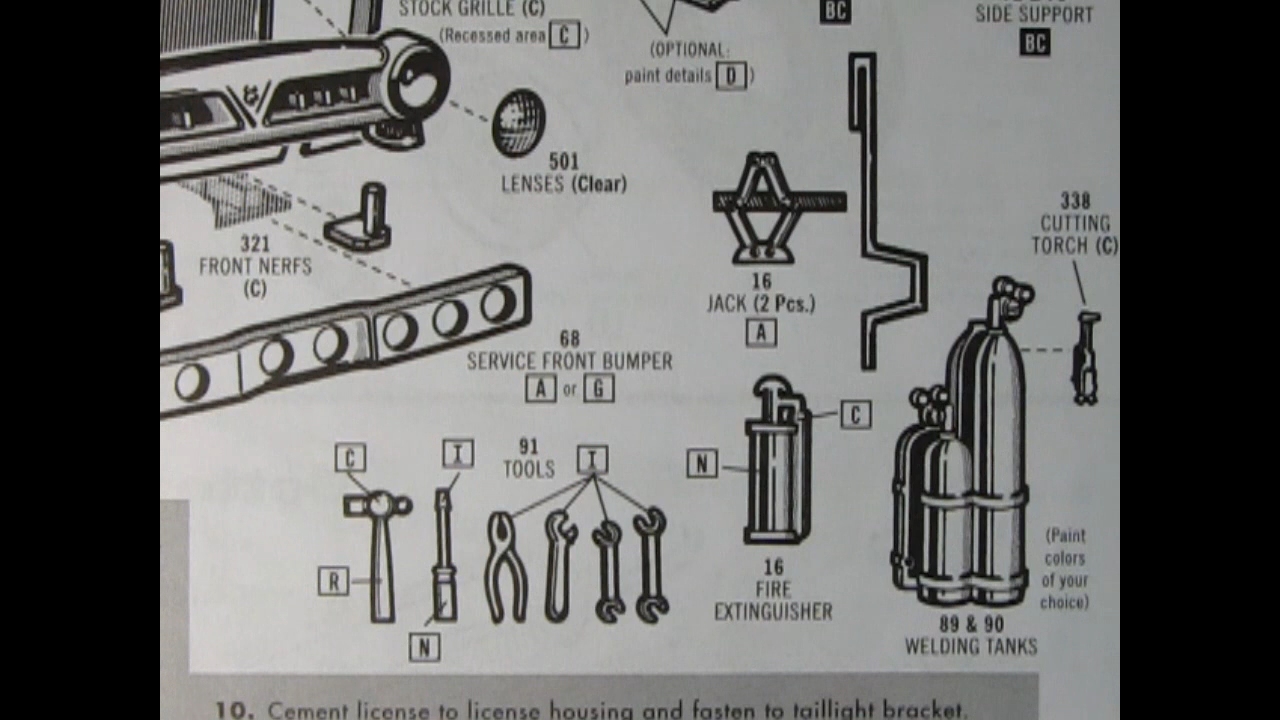 STOCK GRILLE (C)
(Recessed area C )
(OPTIONAL:
paint details D )
BC
SIDE SUPPORT
BC
501
LENSES (Clear)
321
FRONT NERFS
(C)
16
JACK (2 Pcs.)
A
338
CUTTING
TORCH (C)
68
SERVICE FRONT BUMPER
A or G
C
I
91
TOOLS
I
R
N
N
C
16
FIRE
EXTINGUISHER
(Paint
colors
of your
choice)
89 & 90
WELDING TANKS
10. Cement license to license housing and fasten to taillight bracket.